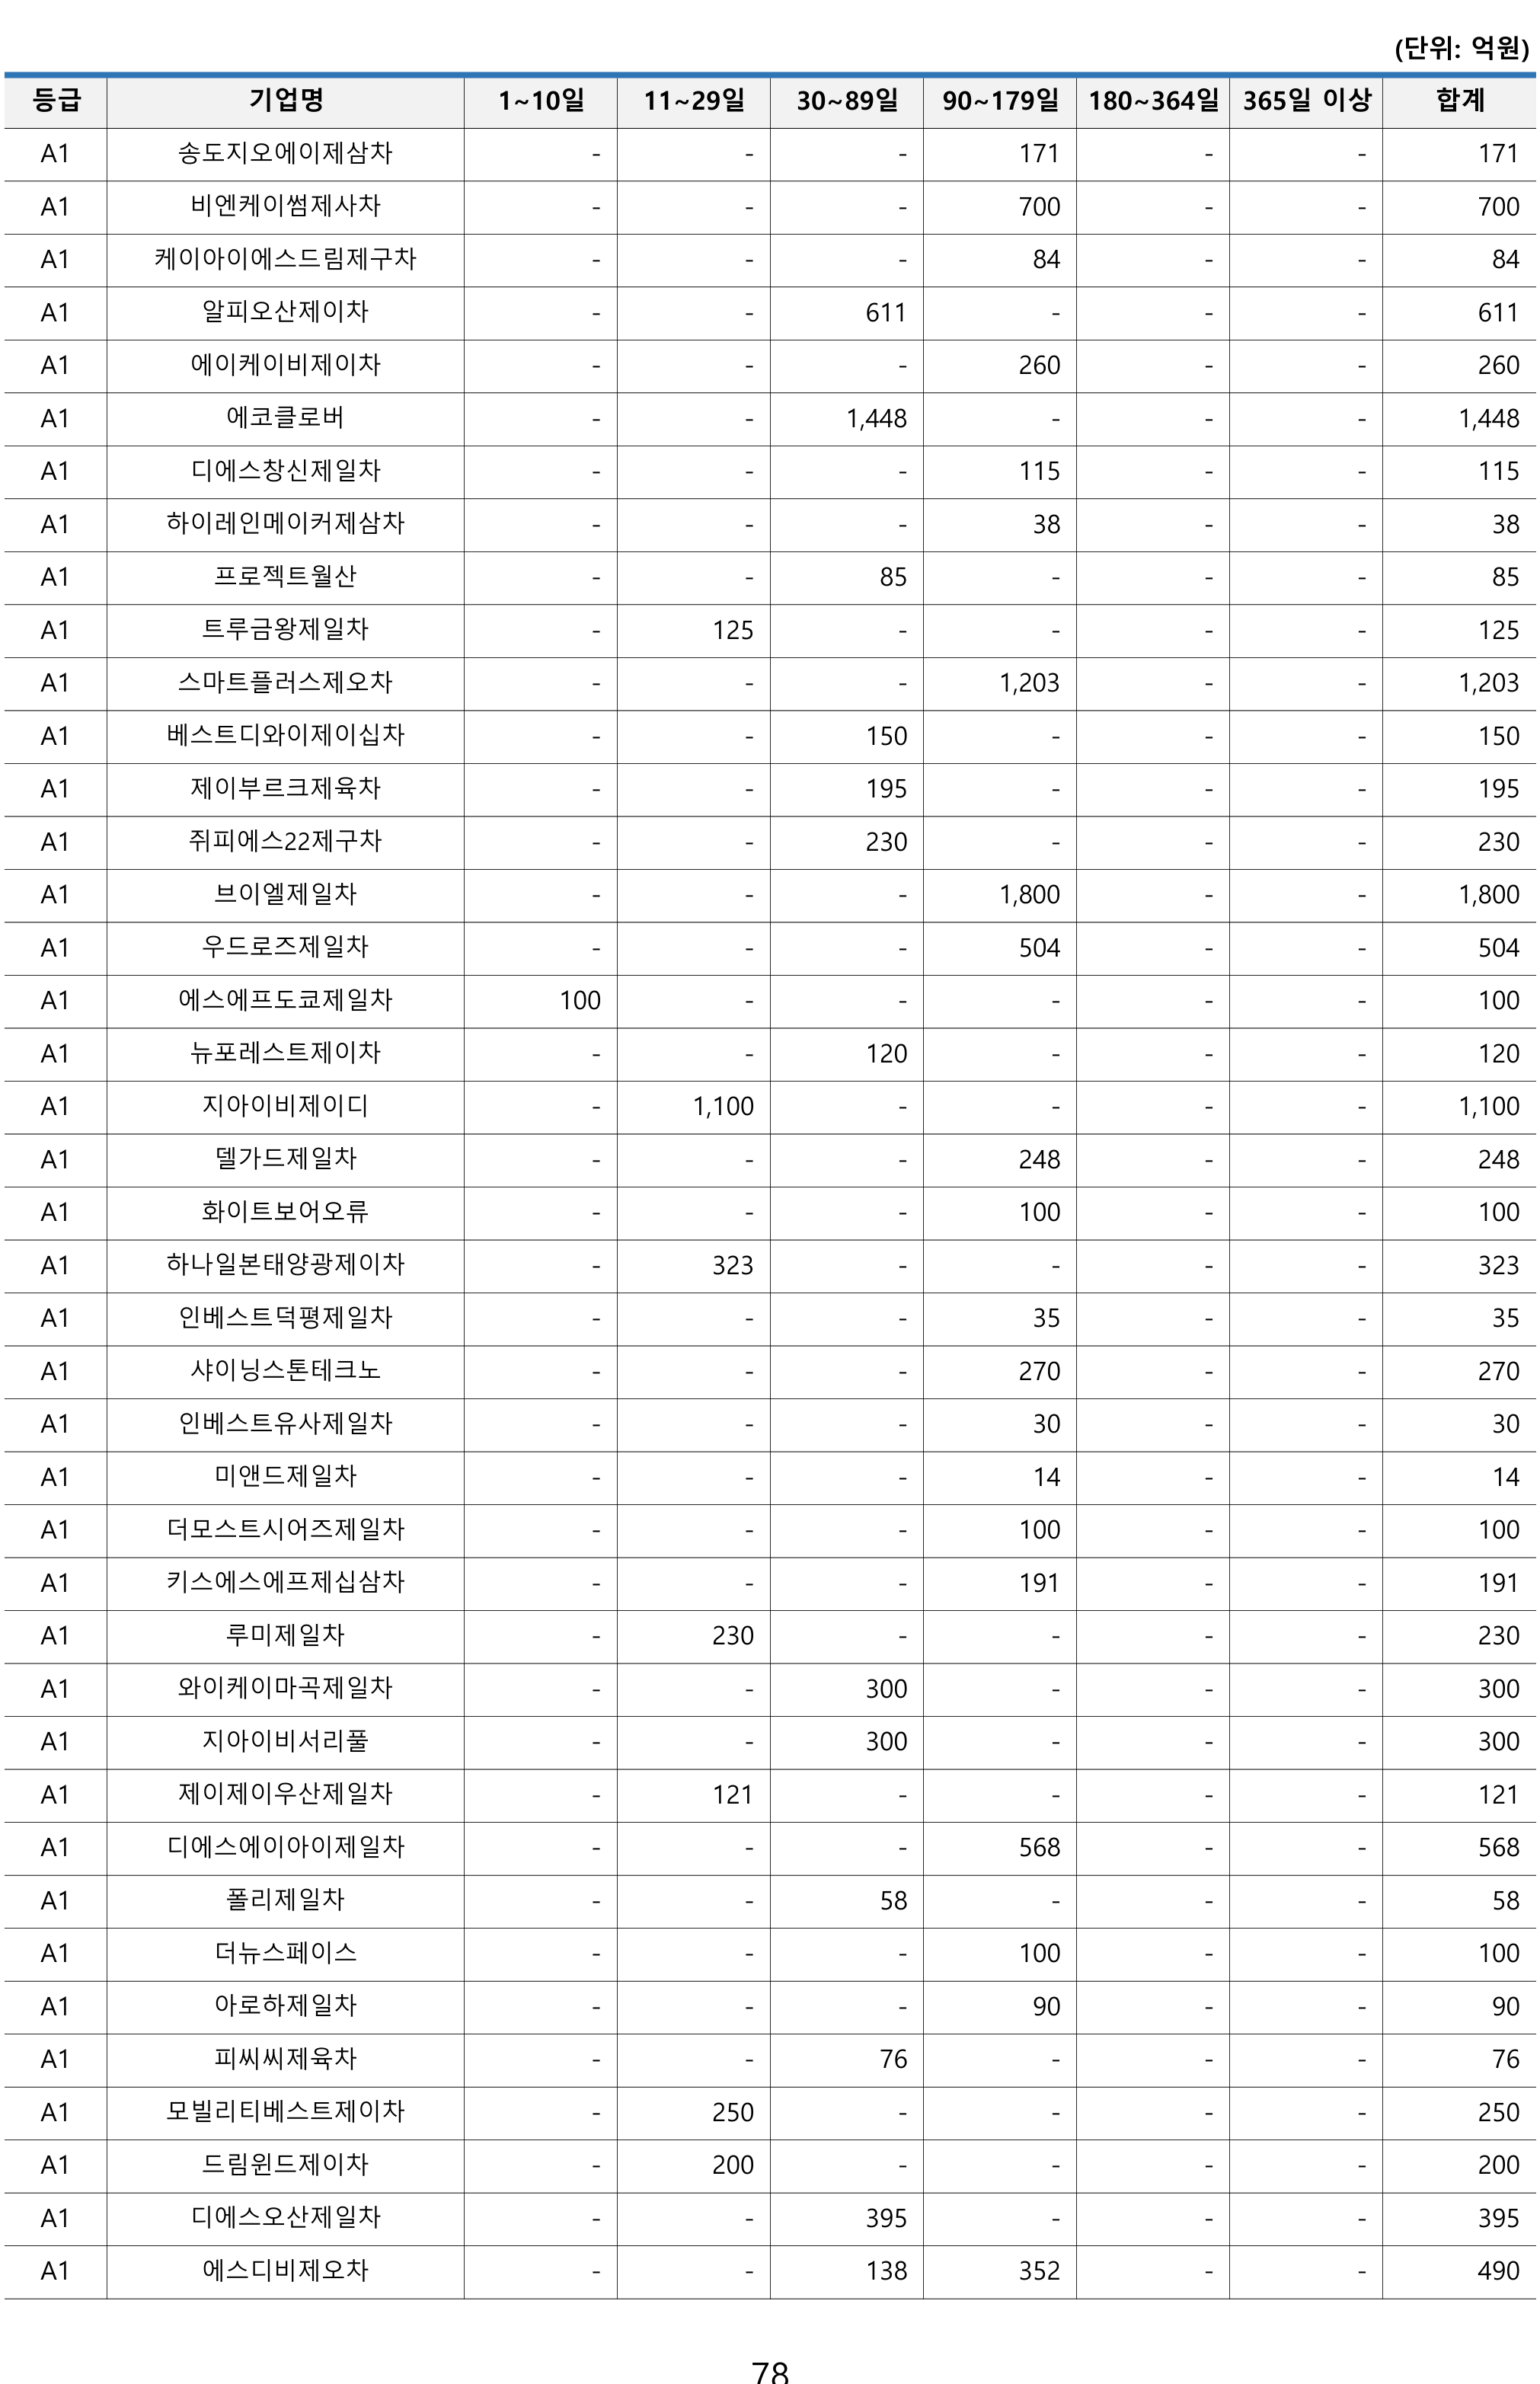 (단위: 억원)
등급 기업명 1~10일 11~29일 30~89일 90~179일 180~364일 365일 이상 합계
A1 송도지오에이제삼차 - - - 171 - - 171
A1 비엔케이썸제사차 - - - 700 - - 700
A1 케이아이에스드림제구차 - - - 84 - - 84
A1 알피오산제이차 - - 611 - - - 611
A1 에이케이비제이차 - - - 260 - - 260
A1 에코클로버 - - 1,448 - - - 1,448
A1 디에스창신제일차 - - - 115 - - 115
A1 하이레인메이커제삼차 - - - 38 - - 38
A1 프로젝트월산 - - 85 - - - 85
A1 트루금왕제일차 - 125 - - - - 125
A1 스마트플러스제오차 - - - 1,203 - - 1,203
A1 베스트디와이제이십차 - - 150 - - - 150
A1 제이부르크제육차 - - 195 - - - 195
A1 쥐피에스22제구차 - - 230 - - - 230
A1 브이엘제일차 - - - 1,800 - - 1,800
A1 우드로즈제일차 - - - 504 - - 504
A1 에스에프도쿄제일차 100 - - - - - 100
A1 뉴포레스트제이차 - - 120 - - - 120
A1 지아이비제이디 - 1,100 - - - - 1,100
A1 델가드제일차 - - - 248 - - 248
A1 화이트보어오류 - - - 100 - - 100
A1 하나일본태양광제이차 - 323 - - - - 323
A1 인베스트덕평제일차 - - - 35 - - 35
A1 샤이닝스톤테크노 - - - 270 - - 270
A1 인베스트유사제일차 - - - 30 - - 30
A1 미앤드제일차 - - - 14 - - 14
A1 더모스트시어즈제일차 - - - 100 - - 100
A1 키스에스에프제십삼차 - - - 191 - - 191
A1 루미제일차 - 230 - - - - 230
A1 와이케이마곡제일차 - - 300 - - - 300
A1 지아이비서리풀 - - 300 - - - 300
A1 제이제이우산제일차 - 121 - - - - 121
A1 디에스에이아이제일차 - - - 568 - - 568
A1 폴리제일차 - - 58 - - - 58
A1 더뉴스페이스 - - - 100 - - 100
A1 아로하제일차 - - - 90 - - 90
A1 피씨씨제육차 - - 76 - - - 76
A1 모빌리티베스트제이차 - 250 - - - - 250
A1 드림윈드제이차 - 200 - - - - 200
A1 디에스오산제일차 - - 395 - - - 395
A1 에스디비제오차 - - 138 352 - - 490
78